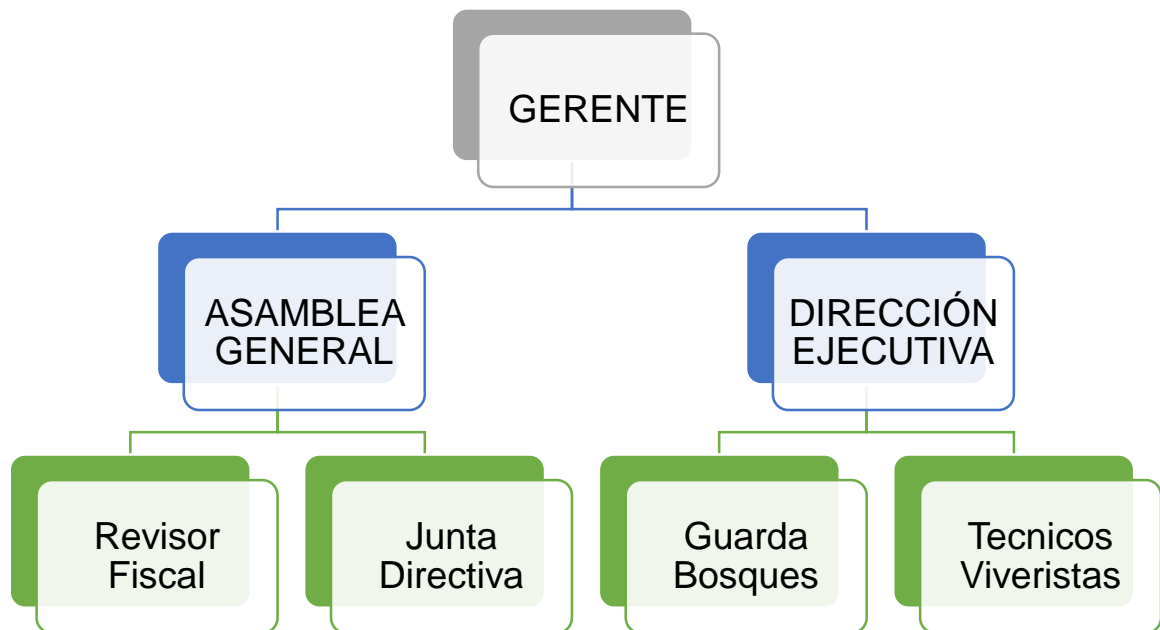 GERENTE
ASAMBLEA
GENERAL
DIRECCIÓN
EJECUTIVA
Revisor
Fiscal
Junta
Directiva
Guarda
Bosques
Tecnicos
Viveristas